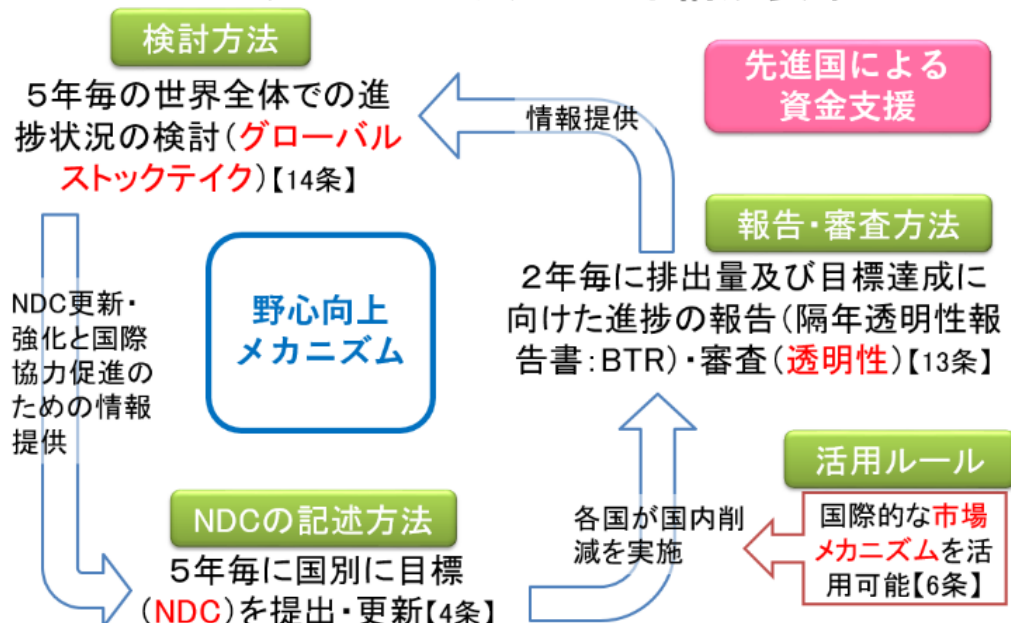 検討方法
5年毎の世界全体での進
捗状況の検討(グローバル
ストックテイク)【14条】
情報提供
先進国による
資金支援
報告・審査方法
2年毎に排出量及び目標達成に
向けた進捗の報告(隔年透明性報
告書:BTR)・審査(透明性)【13条】
野心向上
メカニズム
NDC更新・
強化と国際
協力促進の
ための情報
提供
NDCの記述方法
5年毎に国別に目標
(NDC)を提出・更新【4条】
各国が国内削
減を実施
活用ルール
国際的な市場
メカニズムを活
用可能【6条】